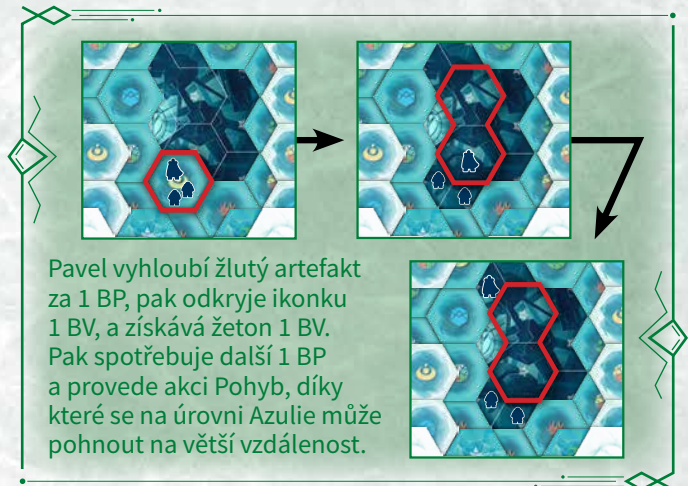 Pavel vyhloubí žlutý artefakt
za 1 BP, pak odkryje ikonku
1 BV, a získává žeton 1 BV.
Pak spotřebuje další 1 BP
a provede akci Pohyb, díky
které se na úrovni Azulie může
pohnout na větší vzdálenost.